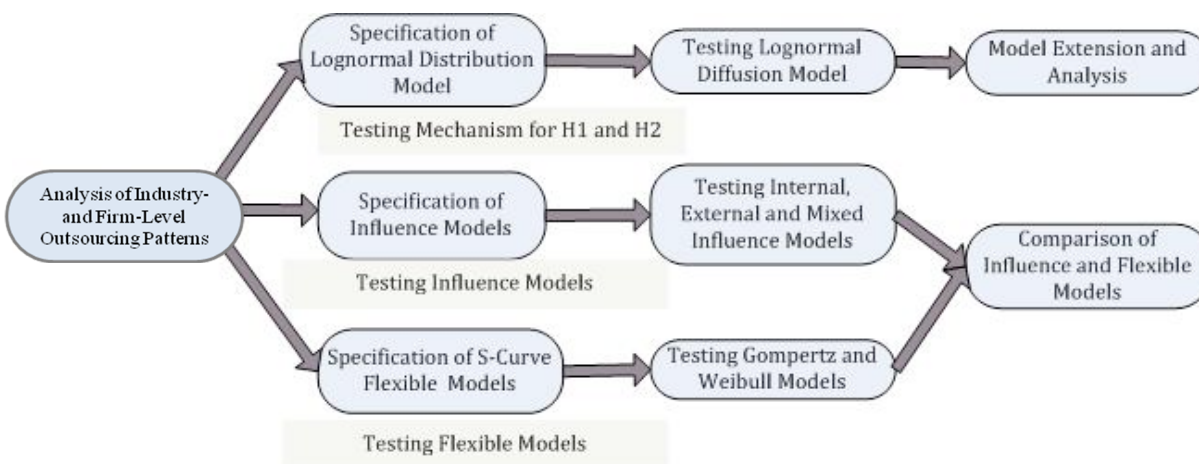 Analysis of Industry-
and Firm-Level
Outsourcing Patterns
Specification of
Lognormal Distribution
Model
Testing Lognormal
Diffusion Model
Model Extension and
Analysis
Testing Mechanism for H1 and H2
Specification of
Influence Models
Testing Internal,
External and Mixed
Influence Models
Testing Influence Models
Comparison of
Influence and Flexible
Models
Specification of S-Curve
Flexible Models
Testing Gompertz and
Weibull Models
Testing Flexible Models